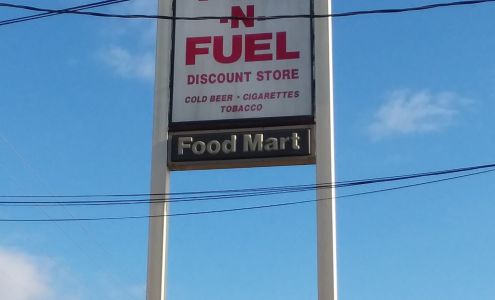 -N
FUEL
DISCOUNT STORE
COLD BEER • CIGARETTES
TOBACCO
Food Mart